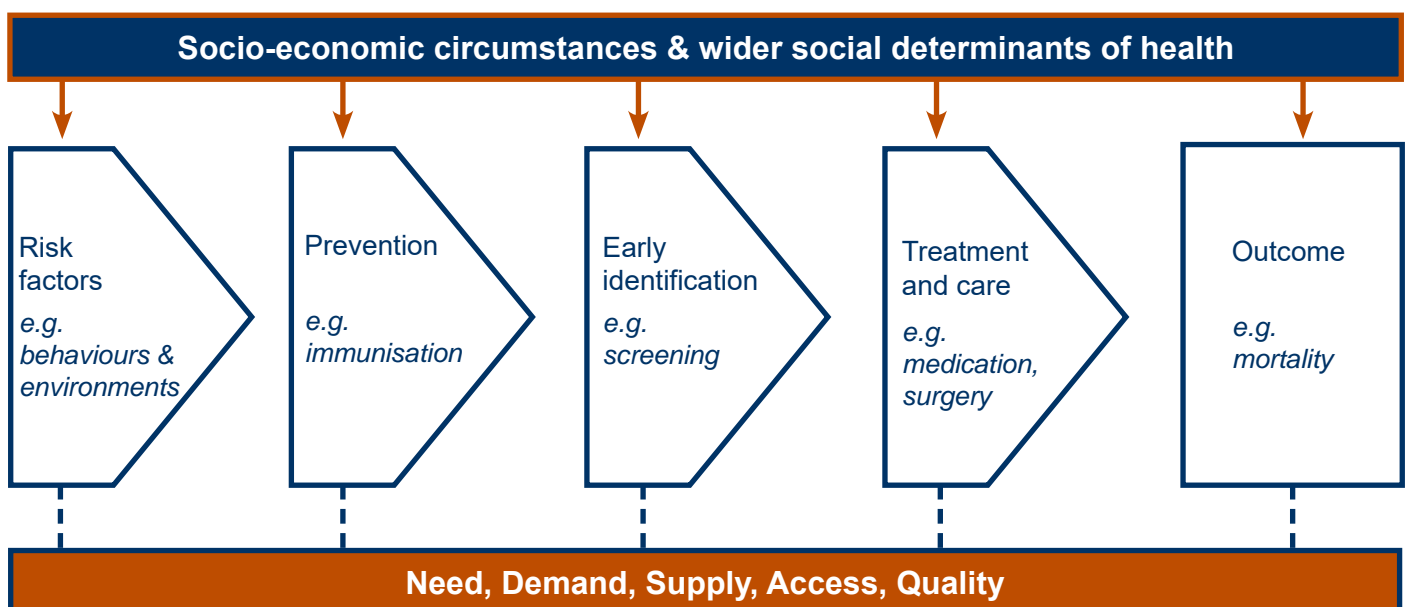 Socio-economic circumstances & wider social determinants of health
Risk
factors
e.g.
behaviours &
environments
Prevention
e.g.
immunisation
Early
identification
e.g.
screening
Treatment
and care
e.g.
medication,
surgery
Outcome
e.g.
mortality
Need, Demand, Supply, Access, Quality